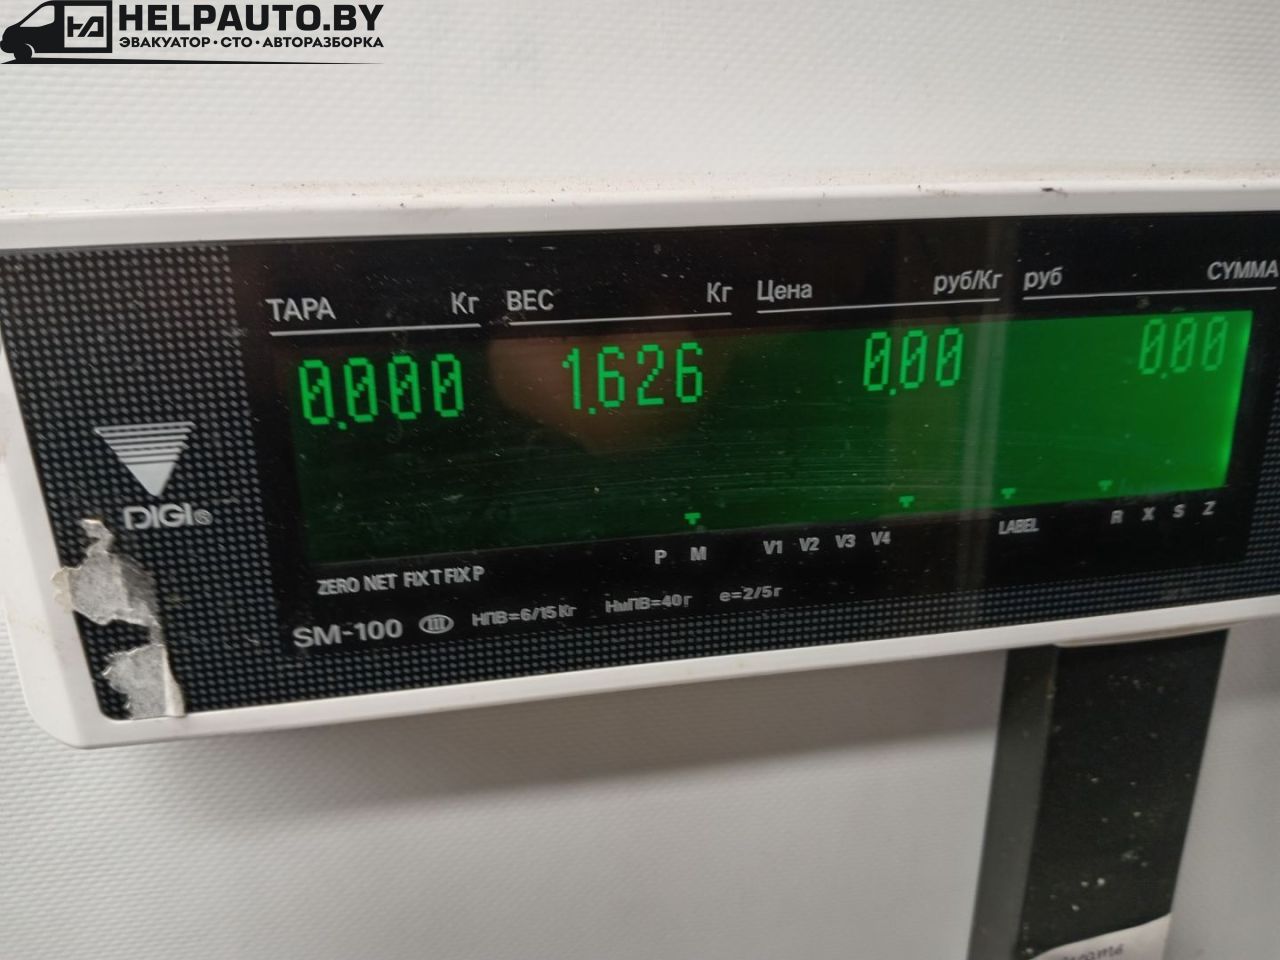 HELPAUTO.BY
ЭВАКУАТОР·СТО·АВТОРАЗБОРКА
ТАРА Кг ВЕС Кг Цена руб/Кг руб СУММА
0.000 1.626 0.00 0.00
DIGI®
P M V1 V2 V3 V4 LABEL R X S Z
ZERO NET FIX T FIX P
SM-100 III НПВ=6/15Кг НмПВ=40г e=2/5г